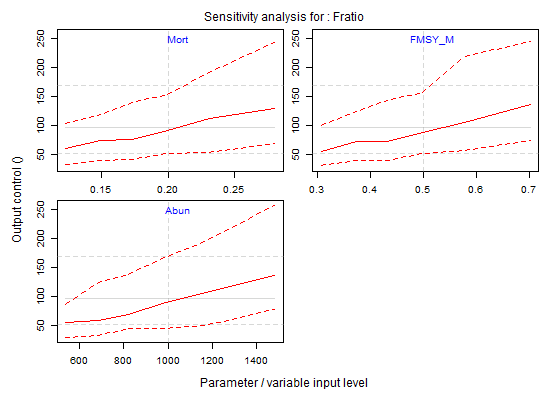 Sensitivity analysis for : Fratio
Mort
FMSY_M
250
200
150
100
50
250
200
150
100
50
0.15 0.20 0.25
0.3 0.4 0.5 0.6 0.7
Abun
250
200
150
100
50
600 800 1000 1200 1400
Output control ()
Parameter / variable input level